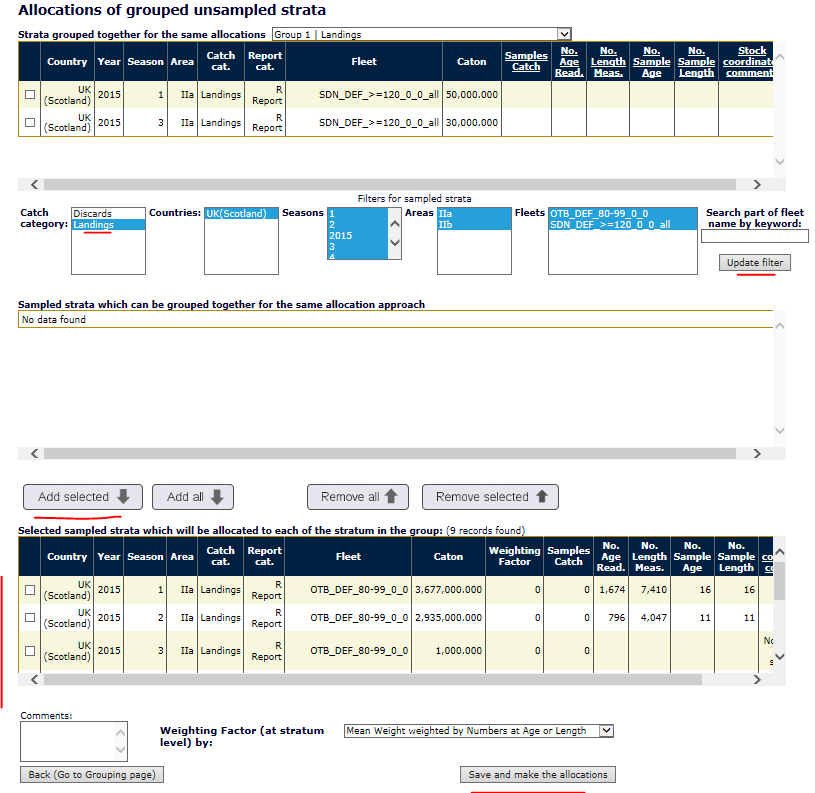 Allocations of grouped unsampled strata
Strata grouped together for the same allocations Group 1 | Landings
Country Year Season Area Catch cat. Report cat. Fleet Caton Samples Catch No. Age Read. No. Length Meas. No. Sample Age No. Sample Length Stock coordinat comment
UK (Scotland) 2015 1 IIa Landings R Report SDN_DEF_>=120_0_0_all 50,000.000
UK (Scotland) 2015 3 IIa Landings R Report SDN_DEF_>=120_0_0_all 30,000.000
Filters for sampled strata
Catch category: Discards Landings Countries: UK(Scotland) Seasons 1 2 2015 3 4 Areas IIa IIb Fleets OTB_DEF_80-99_0_0 SDN_DEF_>=120_0_0_all Search part of fleet name by keyword:
Update filter
Sampled strata which can be grouped together for the same allocation approach
No data found
Add selected Add all Remove all Remove selected
Selected sampled strata which will be allocated to each of the stratum in the group: (9 records found)
Country Year Season Area Catch cat. Report cat. Fleet Caton Weighting Factor Samples Catch No. Age Read. No. Length Meas. No. Sample Age No. Sample Length
UK (Scotland) 2015 1 IIa Landings R Report OTB_DEF_80-99_0_0 3,677,000.000 0 0 1,674 7,410 16 16
UK (Scotland) 2015 2 IIa Landings R Report OTB_DEF_80-99_0_0 2,935,000.000 0 0 796 4,047 11 11
UK (Scotland) 2015 3 IIa Landings R Report OTB_DEF_80-99_0_0 1,000.000 0 0
Comments:
Weighting Factor (at stratum level) by: Mean Weight weighted by Numbers at Age or Length
Back (Go to Grouping page) Save and make the allocations